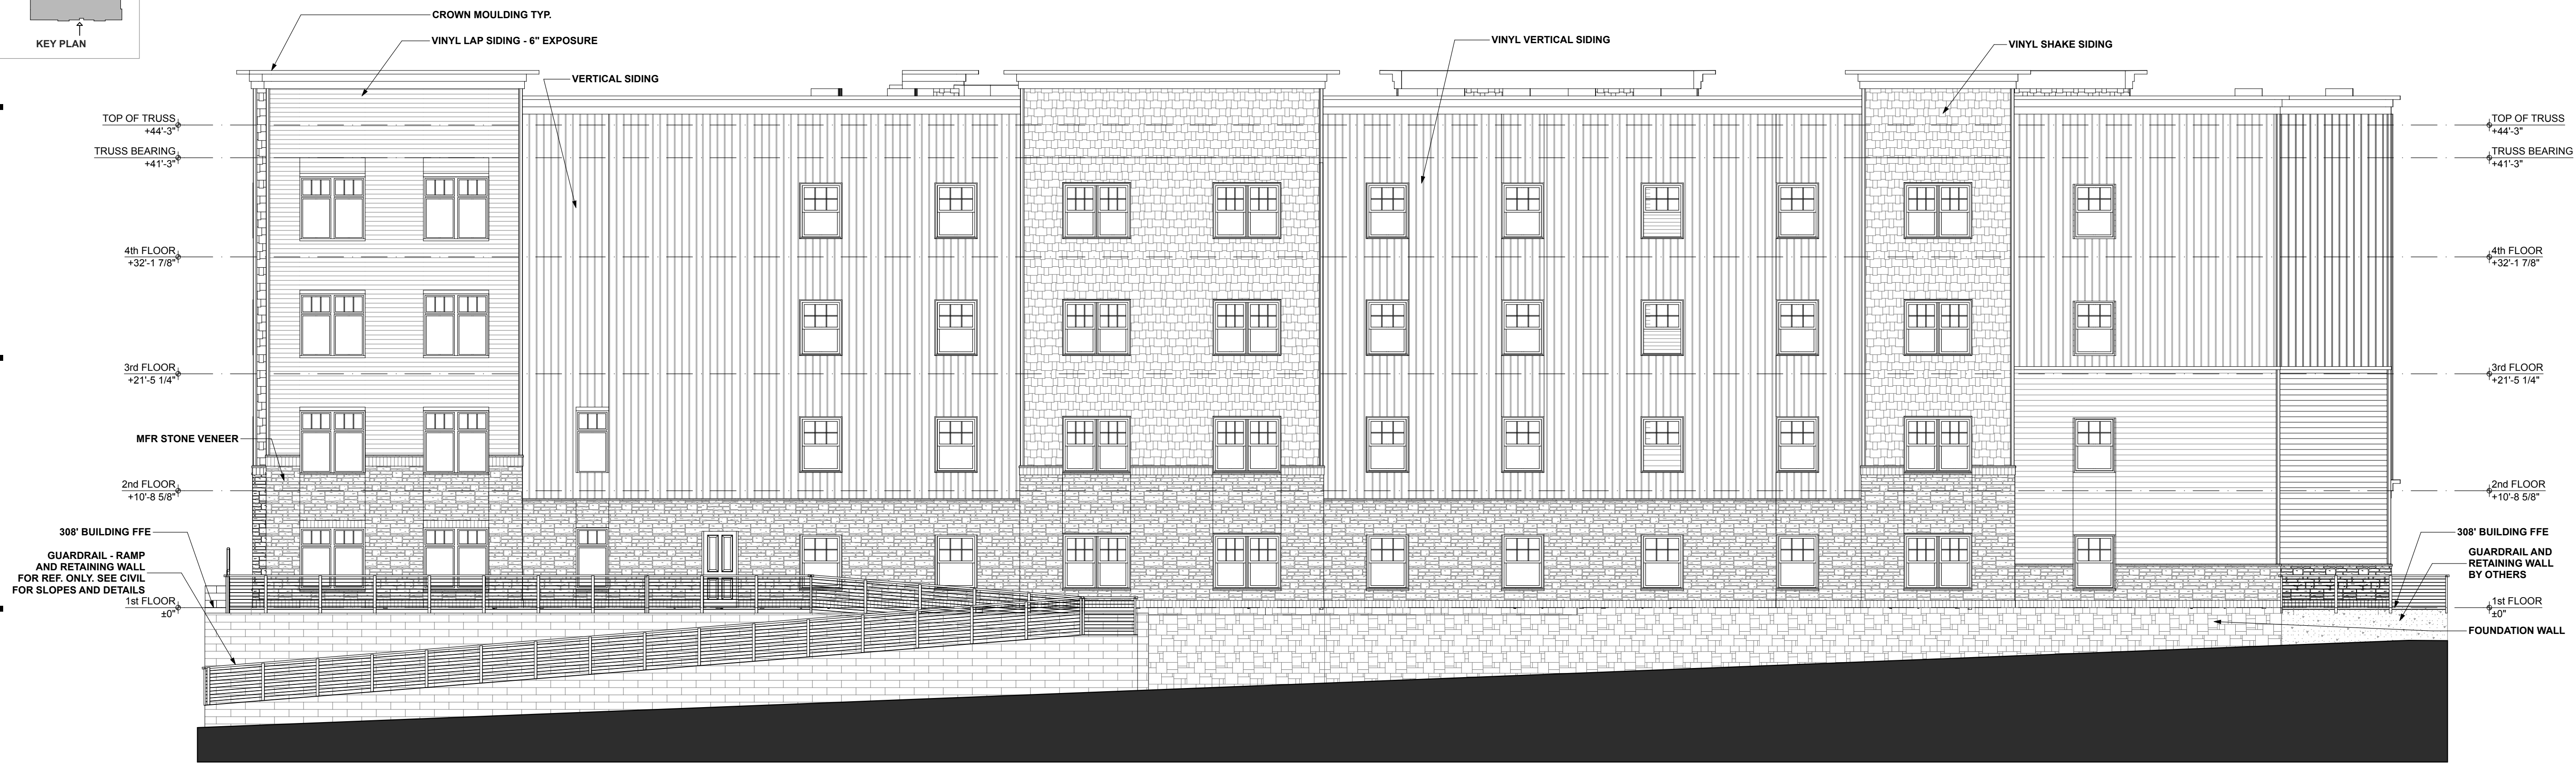 KEY PLAN
CROWN MOULDING TYP.
VINYL LAP SIDING - 6" EXPOSURE
VERTICAL SIDING
VINYL VERTICAL SIDING
VINYL SHAKE SIDING
TOP OF TRUSS
+44'-3"
TRUSS BEARING
+41'-3"
4th FLOOR
+32'-1 7/8"
3rd FLOOR
+21'-5 1/4"
MFR STONE VENEER
2nd FLOOR
+10'-8 5/8"
308' BUILDING FFE
GUARDRAIL - RAMP
AND RETAINING WALL
FOR REF. ONLY. SEE CIVIL
FOR SLOPES AND DETAILS
1st FLOOR
±0"
TOP OF TRUSS
+44'-3"
TRUSS BEARING
+41'-3"
4th FLOOR
+32'-1 7/8"
3rd FLOOR
+21'-5 1/4"
2nd FLOOR
+10'-8 5/8"
308' BUILDING FFE
GUARDRAIL AND
RETAINING WALL
BY OTHERS
1st FLOOR
±0"
FOUNDATION WALL